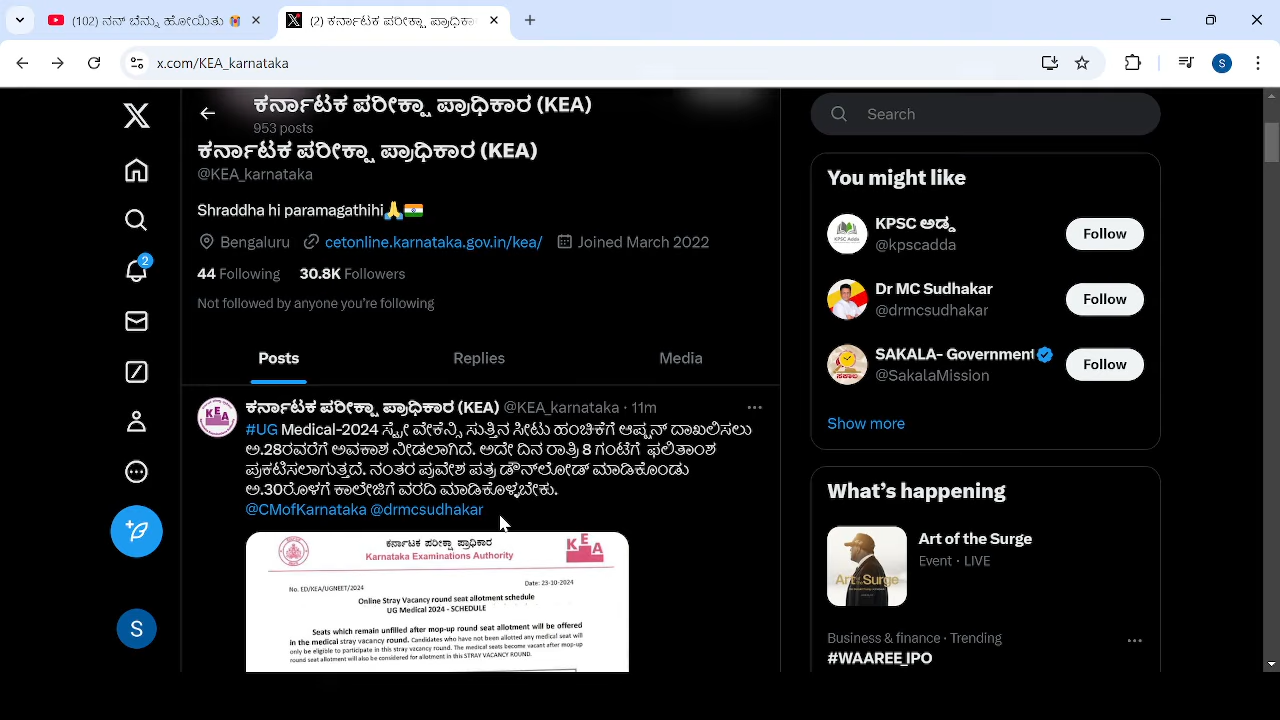 (102) ನನ್ ಬೆನ್ನು ಹೋಯಿತು
(2) ಕರ್ನಾಟಕ ಪರೀಕ್ಷಾ ಪ್ರಾಧಿಕಾರ
x.com/KEA_karnataka
S
ಕರ್ನಾಟಕ ಪರೀಕ್ಷಾ ಪ್ರಾಧಿಕಾರ (KEA)
953 posts
ಕರ್ನಾಟಕ ಪರೀಕ್ಷಾ ಪ್ರಾಧಿಕಾರ (KEA)
@KEA_karnataka
Shraddha hi paramagathihi🙏🇮🇳
Bengaluru cetonline.karnataka.gov.in/kea/ Joined March 2022
44 Following 30.8K Followers
Not followed by anyone you’re following
Posts Replies Media
ಕರ್ನಾಟಕ ಪರೀಕ್ಷಾ ಪ್ರಾಧಿಕಾರ (KEA) @KEA_karnataka · 11m
#UG Medical-2024 ಸ್ಟ್ರೇ ವೇಕೆನ್ಸಿ ಸುತ್ತಿನ ಸೀಟು ಹಂಚಿಕೆಗೆ ಆಪ್ಷನ್ ದಾಖಲಿಸಲು
ಅ.28ರವರೆಗೆ ಅವಕಾಶ ನೀಡಲಾಗಿದೆ. ಅದೇ ದಿನ ರಾತ್ರಿ 8 ಗಂಟೆಗೆ ಫಲಿತಾಂಶ
ಪ್ರಕಟಿಸಲಾಗುತ್ತದೆ. ನಂತರ ಪ್ರವೇಶ ಪತ್ರ ಡೌನ್‌ಲೋಡ್ ಮಾಡಿಕೊಂಡು
ಅ.30ರೊಳಗೆ ಕಾಲೇಜಿಗೆ ವರದಿ ಮಾಡಿಕೊಳ್ಳಬೇಕು.
@CMofKarnataka @drmcsudhakar
ಕರ್ನಾಟಕ ಪರೀಕ್ಷಾ ಪ್ರಾಧಿಕಾರ
Karnataka Examinations Authority
KEA
No. ED/KEA/UGNEET/2024 Date: 23-10-2024
Online Stray Vacancy round seat allotment schedule
UG Medical 2024 - SCHEDULE
Seats which remain unfilled after mop-up round seat allotment will be offered
in the medical stray vacancy round. Candidates who have not been allotted any medical seat will
only be eligible to participate in this stray vacancy round. The medical seats become vacant after mop-up
round seat allotment will also be considered for allotment in this STRAY VACANCY ROUND.
2
S
Search
You might like
KPSC ಅಡ್ಡ
@kpscadda
Follow
Dr MC Sudhakar
@drmcsudhakar
Follow
SAKALA- Government
@SakalaMission
Follow
Show more
What’s happening
Art of the Surge
Event · LIVE
Business & finance · Trending
#WAAREE_IPO